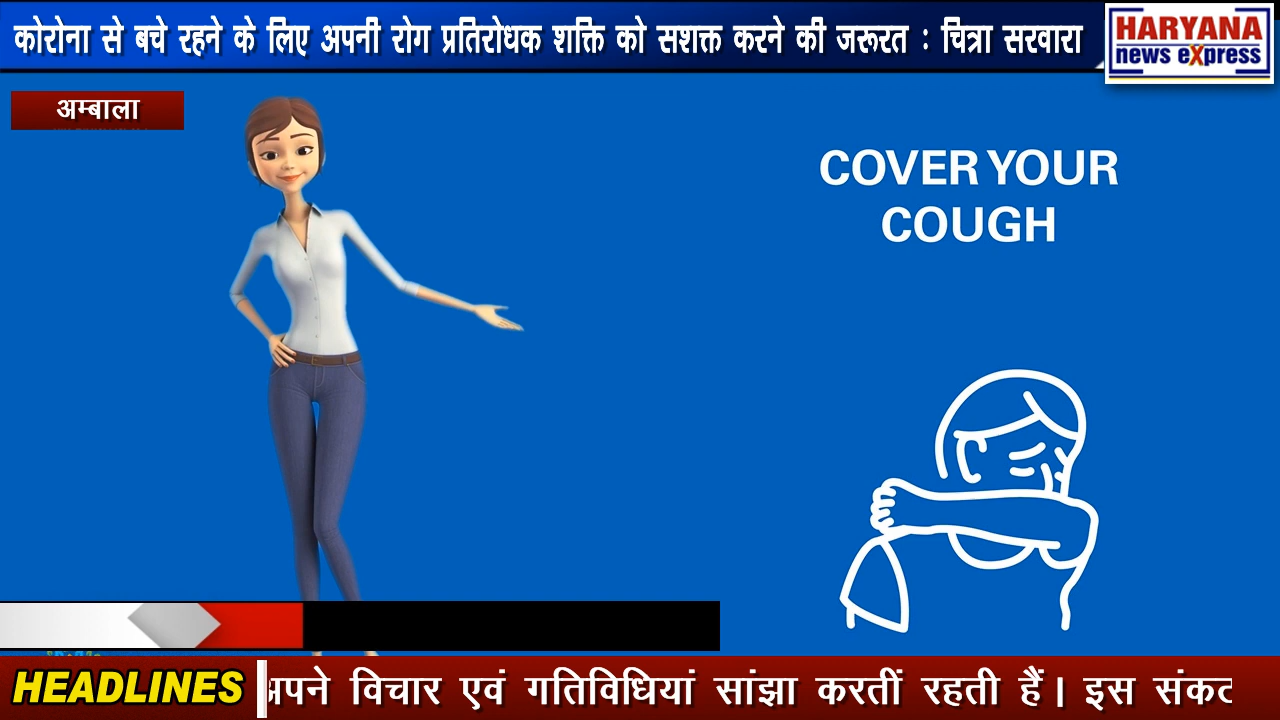 कोरोना से बचे रहने के लिए अपनी रोग प्रतिरोधक शक्ति को सशक्त करने की जरूरत : चित्रा सरवारा
HARYANA
news eXpress
अम्बाला
COVER YOUR
COUGH
HEADLINES
अपने विचार एवं गतिविधियां सांझा करतीं रहती हैं। इस संकट